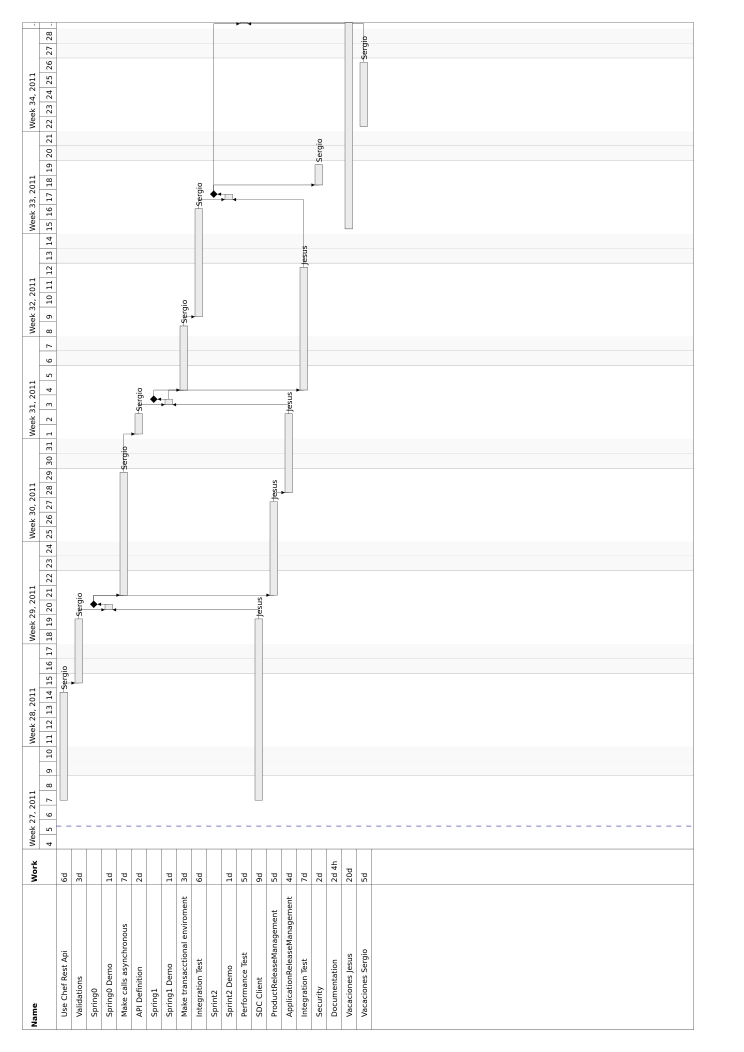 Name Work
Week 27, 2011 Week 28, 2011 Week 29, 2011 Week 30, 2011 Week 31, 2011 Week 32, 2011 Week 33, 2011 Week 34, 2011
4 5 6 7 8 9 10 11 12 13 14 15 16 17 18 19 20 21 22 23 24 25 26 27 28 29 30 31 1 2 3 4 5 6 7 8 9 10 11 12 13 14 15 16 17 18 19 20 21 22 23 24 25 26 27 28
Use Chef Rest Api 6d Sergio
Validations 3d Sergio
Spring0
Spring0 Demo 1d
Make calls asynchronous 7d Sergio
API Definition 2d Sergio
Spring1
Spring1 Demo 1d
Make transacctional enviroment 3d Sergio
Integration Test 6d Sergio
Sprint2
Sprint2 Demo 1d
Performance Test 5d
SDC Client 9d Jesus
ProductReleaseManagement 5d Jesus
ApplicationReleaseManagement 4d Jesus
Integration Test 7d Jesus
Security 2d Sergio
Documentation 2d 4h
Vacaciones Jesus 20d
Vacaciones Sergio 5d Sergio